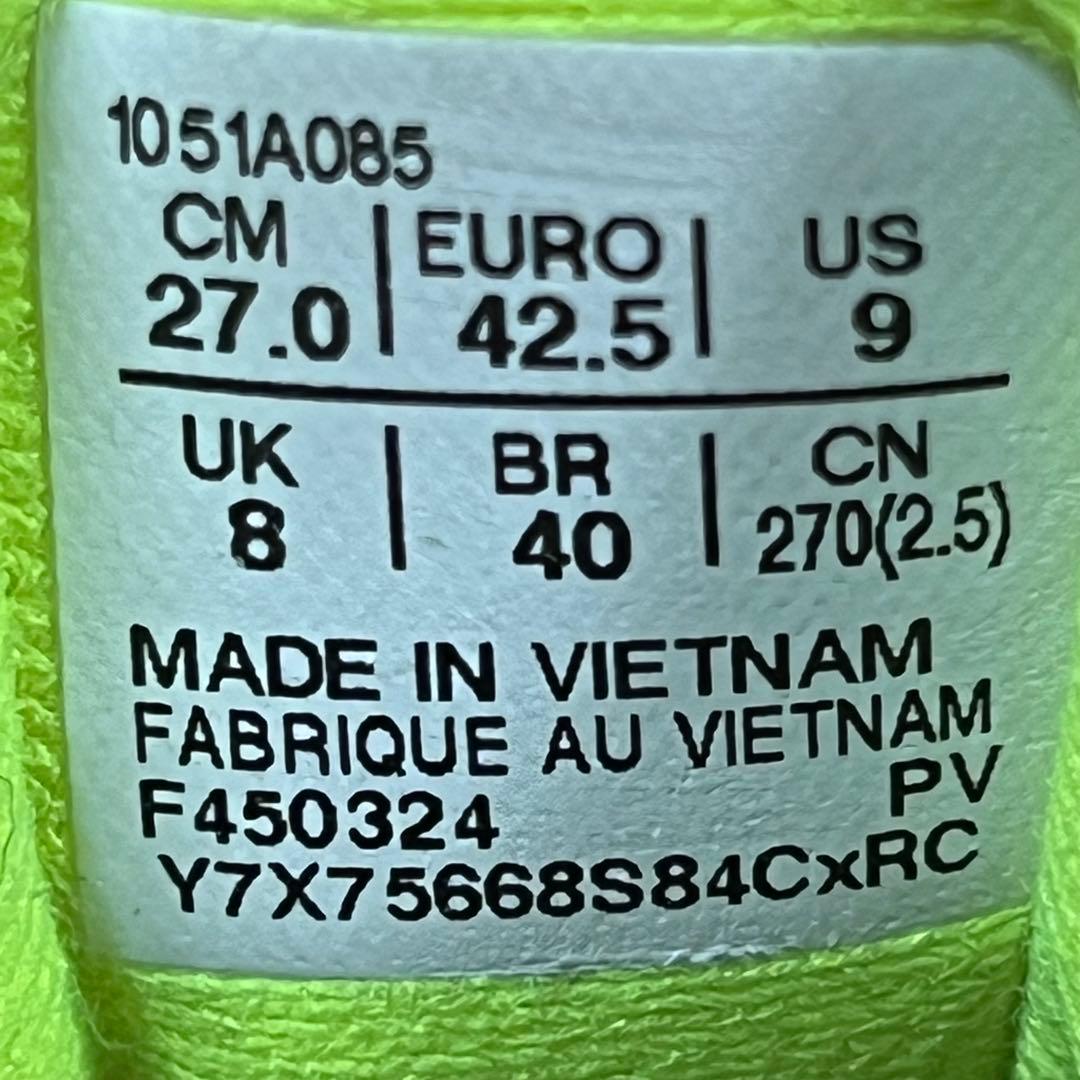 1051A085
CM | EURO | US
27.0 | 42.5 | 9
UK | BR | CN
8 | 40 | 270(2.5)
MADE IN VIETNAM
FABRIQUE AU VIETNAM
F450324 PV
Y7X75668S84CxRC